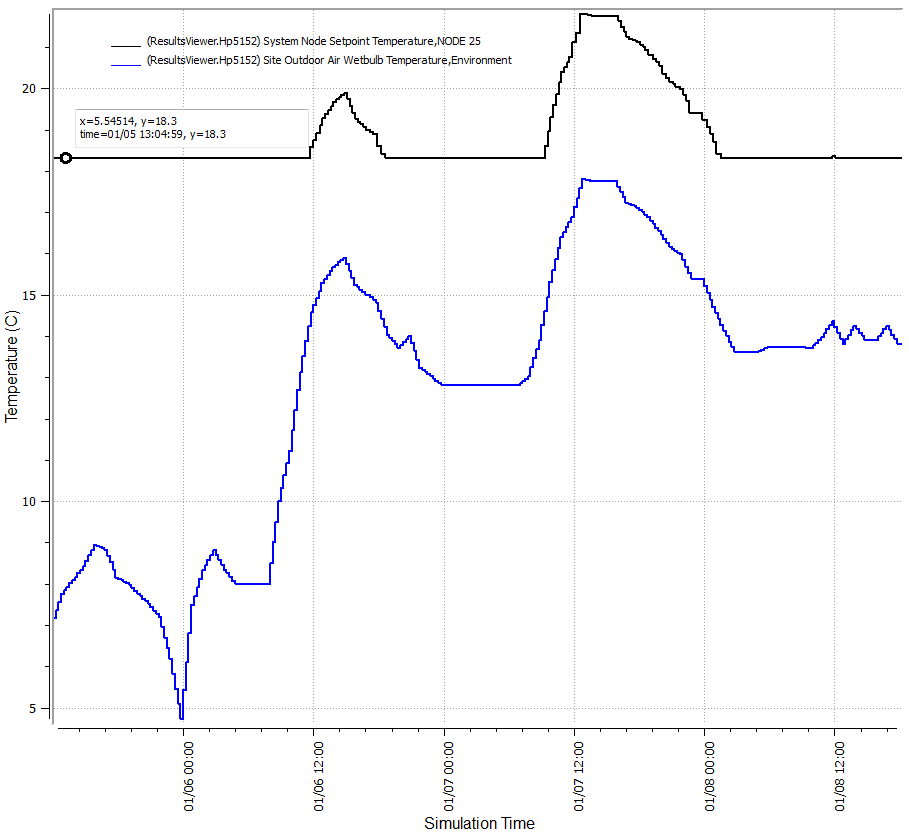 (ResultsViewer.Hp5152) System Node Setpoint Temperature,NODE 25
(ResultsViewer.Hp5152) Site Outdoor Air Wetbulb Temperature,Environment
20
x=5.54514, y=18.3
time=01/05 13:04:59, y=18.3
15
Temperature (C)
10
5
01/06 00:00
01/06 12:00
01/07 00:00
01/07 12:00
01/08 00:00
01/08 12:00
Simulation Time